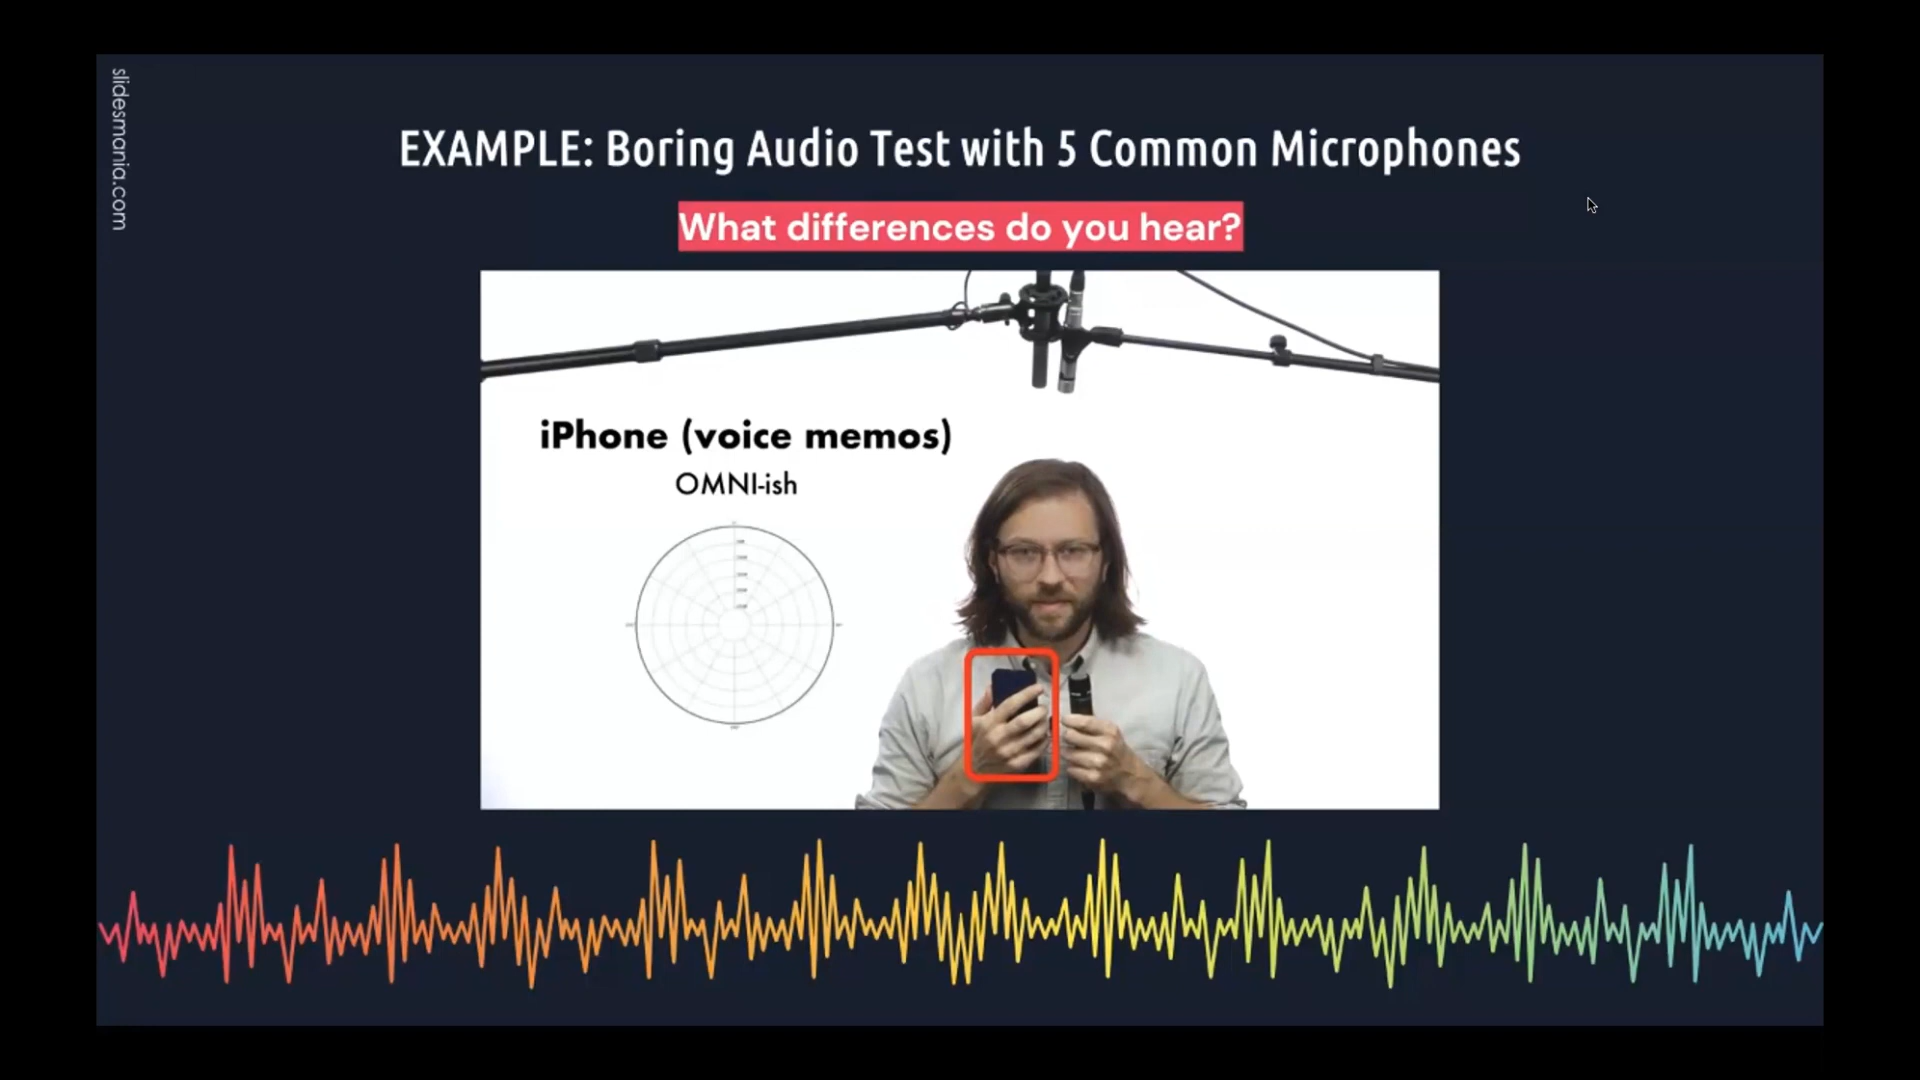 slidesmania.com
EXAMPLE: Boring Audio Test with 5 Common Microphones
What differences do you hear?
iPhone (voice memos)
OMNI-ish